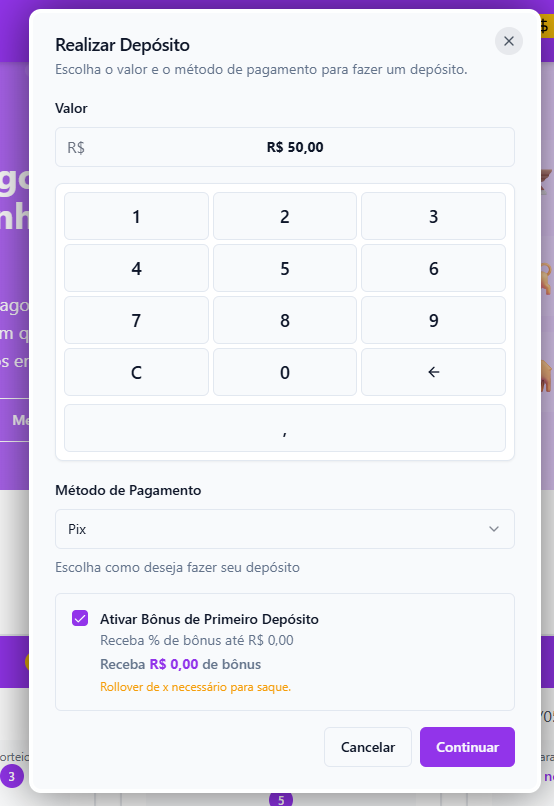 Realizar Depósito
Escolha o valor e o método de pagamento para fazer um depósito.
Valor
R$ R$ 50,00
1 2 3
4 5 6
7 8 9
C 0 ←
,
Método de Pagamento
Pix
Escolha como deseja fazer seu depósito
Ativar Bônus de Primeiro Depósito
Receba % de bônus até R$ 0,00
Receba R$ 0,00 de bônus
Rollover de x necessário para saque.
Cancelar Continuar
3
5